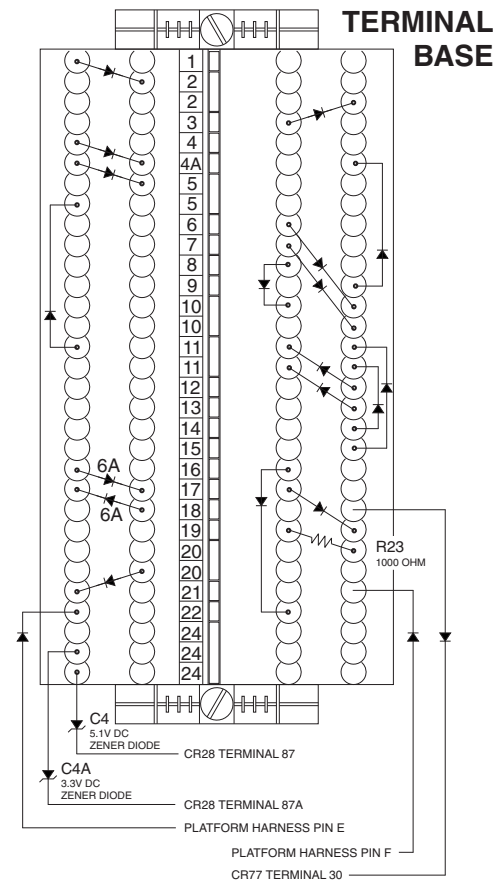 TERMINAL
BASE
1
2
2
3
4
4A
5
5
6
7
8
9
10
10
11
11
12
13
14
15
16
6A
17
18
6A
19
R23
20
1000 OHM
20
21
22
24
24
24
C4
5.1V DC
ZENER DIODE
CR28 TERMINAL 87
C4A
3.3V DC
ZENER DIODE
CR28 TERMINAL 87A
PLATFORM HARNESS PIN E
PLATFORM HARNESS PIN F
CR77 TERMINAL 30